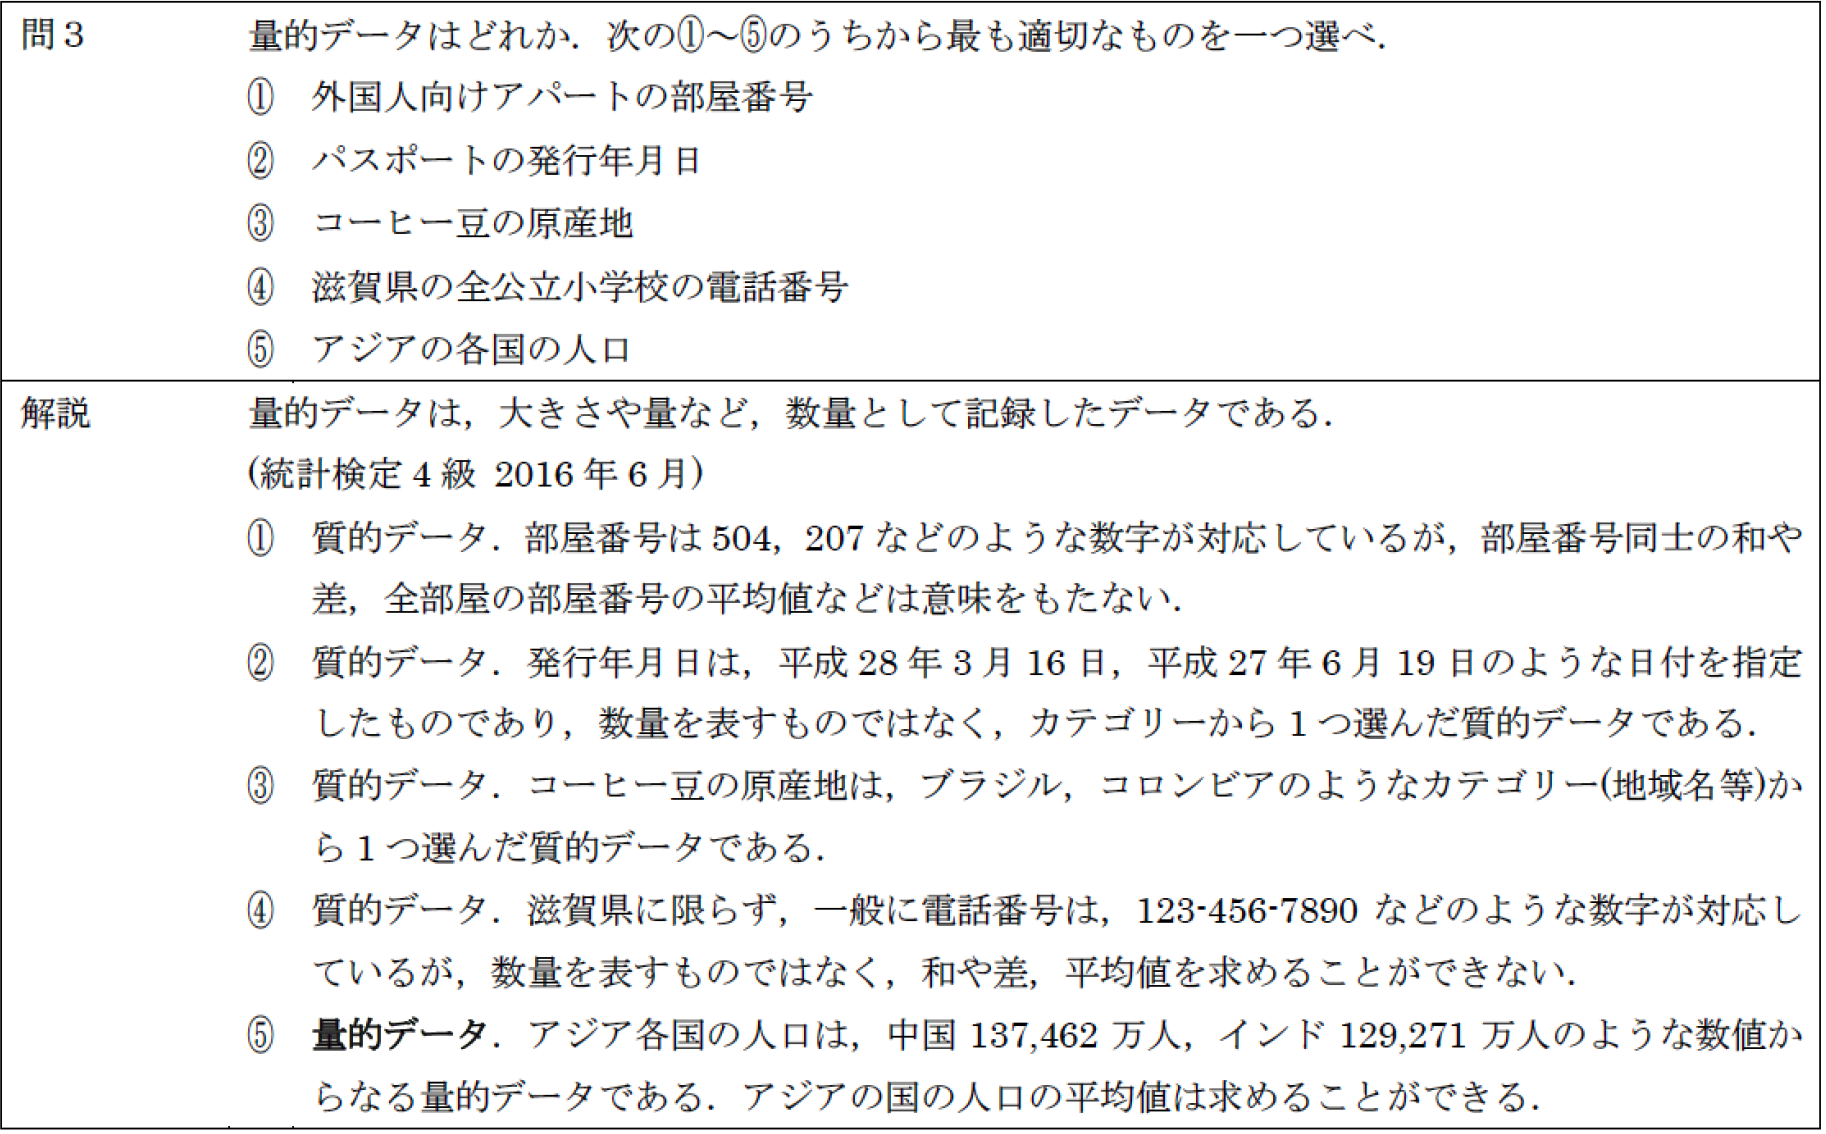 問３ 量的データはどれか．次の①～⑤のうちから最も適切なものを一つ選べ．
① 外国人向けアパートの部屋番号
② パスポートの発行年月日
③ コーヒー豆の原産地
④ 滋賀県の全公立小学校の電話番号
⑤ アジアの各国の人口
解説 量的データは，大きさや量など，数量として記録したデータである．
(統計検定 4 級 2016 年 6 月)
① 質的データ．部屋番号は 504，207 などのような数字が対応しているが，部屋番号同士の和や
差，全部屋の部屋番号の平均値などは意味をもたない．
② 質的データ．発行年月日は，平成 28 年 3 月 16 日，平成 27 年 6 月 19 日のような日付を指定
したものであり，数量を表すものではなく，カテゴリーから 1 つ選んだ質的データである．
③ 質的データ．コーヒー豆の原産地は，ブラジル，コロンビアのようなカテゴリー(地域名等)か
ら 1 つ選んだ質的データである．
④ 質的データ．滋賀県に限らず，一般に電話番号は，123-456-7890 などのような数字が対応し
ているが，数量を表すものではなく，和や差，平均値を求めることができない．
⑤ 量的データ．アジア各国の人口は，中国 137,462 万人，インド 129,271 万人のような数値か
らなる量的データである．アジアの国の人口の平均値は求めることができる．